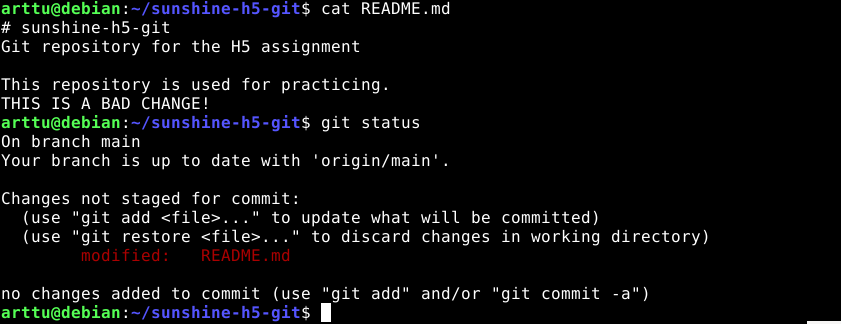 arttu@debian:~/sunshine-h5-git$ cat README.md
# sunshine-h5-git
Git repository for the H5 assignment

This repository is used for practicing.
THIS IS A BAD CHANGE!
arttu@debian:~/sunshine-h5-git$ git status
On branch main
Your branch is up to date with 'origin/main'.

Changes not staged for commit:
  (use "git add <file>..." to update what will be committed)
  (use "git restore <file>..." to discard changes in working directory)
        modified:   README.md

no changes added to commit (use "git add" and/or "git commit -a")
arttu@debian:~/sunshine-h5-git$